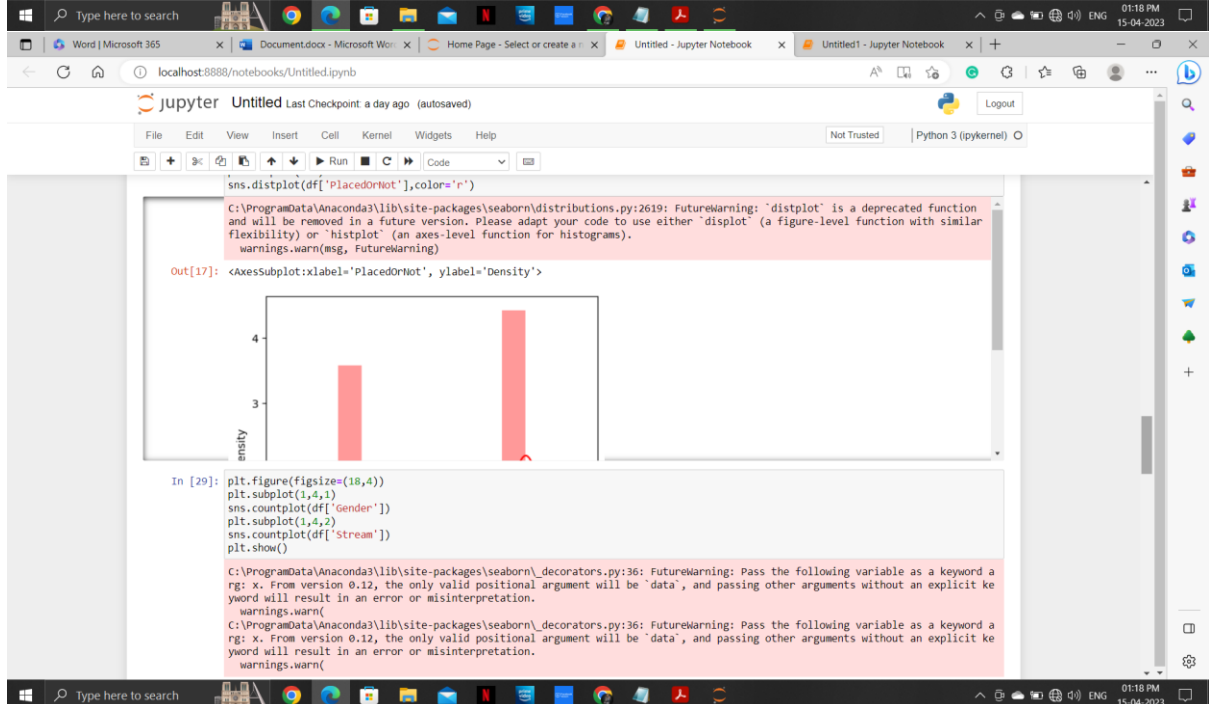 Type here to search
ENG
01:18 PM
15-04-2023
Word | Microsoft 365
Document.docx - Microsoft Wor
Home Page - Select or create a n
Untitled - Jupyter Notebook
Untitled1 - Jupyter Notebook
localhost:8888/notebooks/Untitled.ipynb
jupyter Untitled Last Checkpoint: a day ago (autosaved)
Logout
File Edit View Insert Cell Kernel Widgets Help
Not Trusted
Python 3 (ipykernel)
Run
Code
sns.distplot(df['PlacedOrNot'],color='r')
C:\ProgramData\Anaconda3\lib\site-packages\seaborn\distributions.py:2619: FutureWarning: `distplot` is a deprecated function
and will be removed in a future version. Please adapt your code to use either `displot` (a figure-level function with similar
flexibility) or `histplot` (an axes-level function for histograms).
warnings.warn(msg, FutureWarning)
Out[17]: <AxesSubplot:xlabel='PlacedOrNot', ylabel='Density'>
4
3
ensity
In [29]: plt.figure(figsize=(18,4))
plt.subplot(1,4,1)
sns.countplot(df['Gender'])
plt.subplot(1,4,2)
sns.countplot(df['Stream'])
plt.show()
C:\ProgramData\Anaconda3\lib\site-packages\seaborn\_decorators.py:36: FutureWarning: Pass the following variable as a keyword a
rg: x. From version 0.12, the only valid positional argument will be `data`, and passing other arguments without an explicit ke
yword will result in an error or misinterpretation.
warnings.warn(
C:\ProgramData\Anaconda3\lib\site-packages\seaborn\_decorators.py:36: FutureWarning: Pass the following variable as a keyword a
rg: x. From version 0.12, the only valid positional argument will be `data`, and passing other arguments without an explicit ke
yword will result in an error or misinterpretation.
warnings.warn(
Type here to search
ENG
01:18 PM
15-04-2023